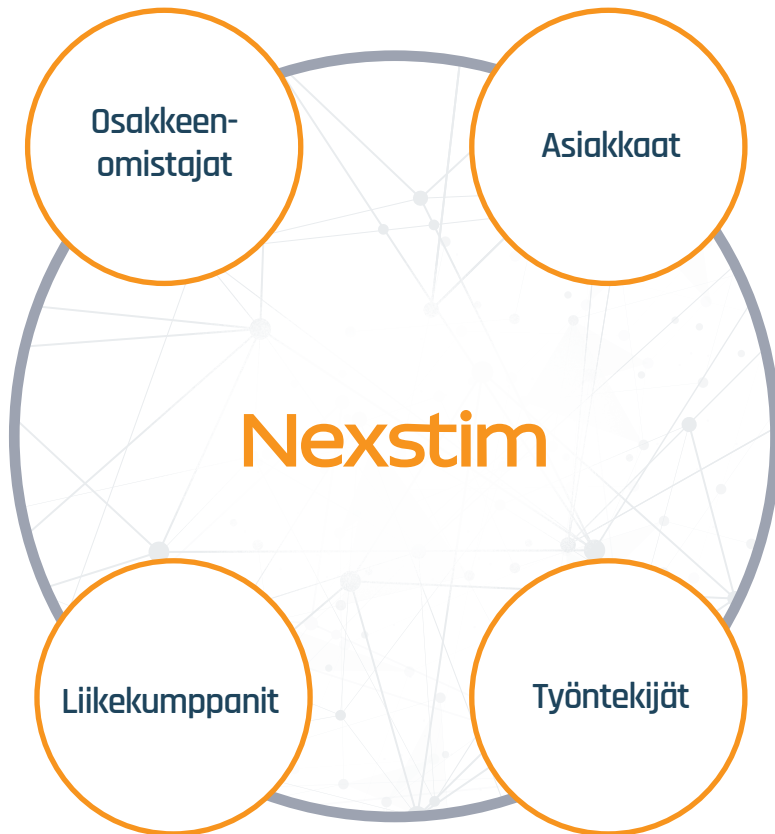 Osakkeen-
omistajat
Asiakkaat
Nexstim
Liikekumppanit
Työntekijät